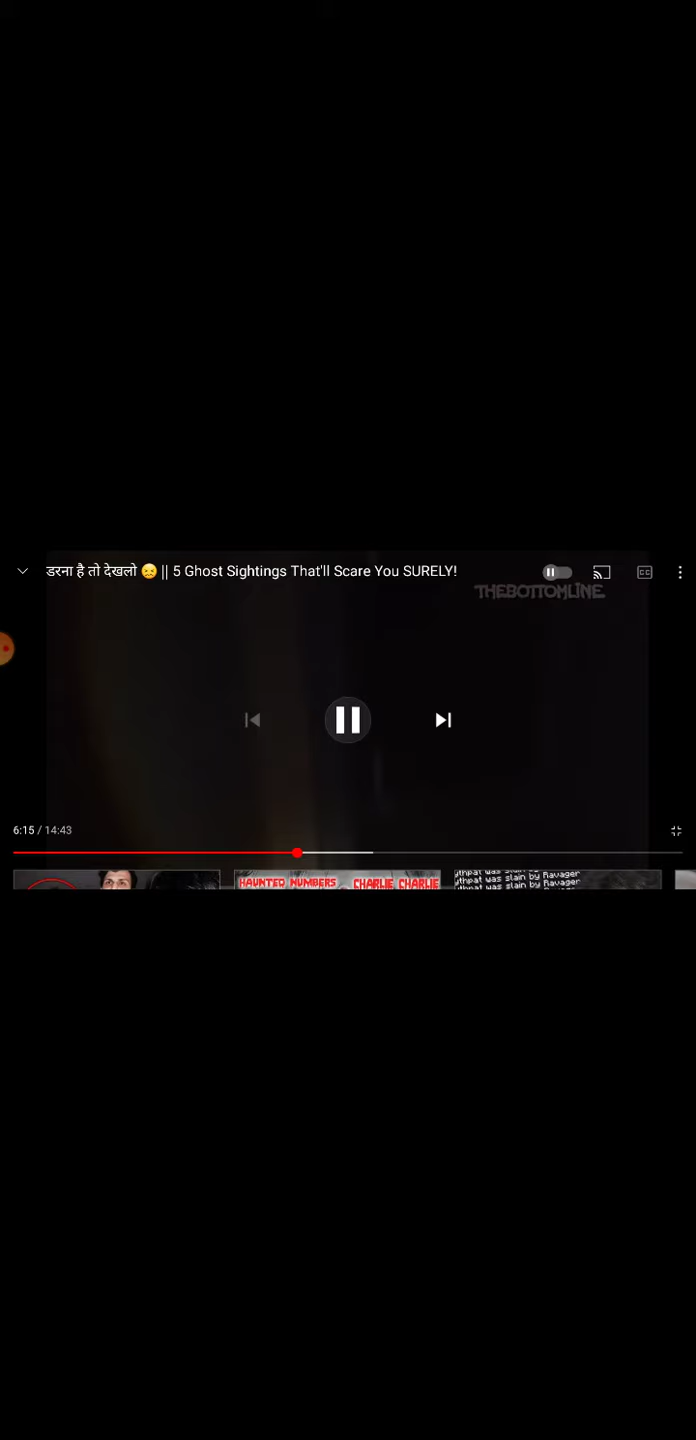 डरना है तो देखलो 😣 || 5 Ghost Sightings That'll Scare You SURELY!
CC
THEBOTTOMLINE
6:15 / 14:43
HAUNTED NUMBERS
CHARLIE CHARLIE
was slain by Ravager
was slain by Ravager